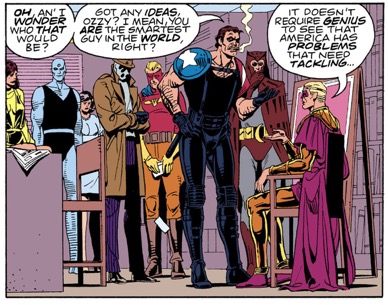 OH, AN' I
WONDER
WHO THAT
WOULD
BE?
GOT ANY IDEAS,
OZZY? I MEAN, YOU
ARE THE SMARTEST
GUY IN THE WORLD,
RIGHT?
IT DOESN'T
REQUIRE GENIUS
TO SEE THAT
AMERICA HAS
PROBLEMS
THAT NEED
TACKLING...